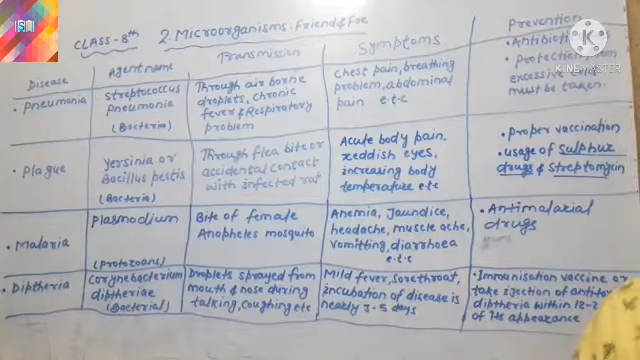 CLASS-8th
2. Microorganisms: Friend & Foe
Disease
Agent name
Transmission
Symptoms
Prevention
• Pneumonia
Streptococcus
pneumonia
(Bacteria)
Through air borne
droplets, chronic
fever & Respiratory
problem
Chest pain, breathing
problem, abdominal
pain e.t.c
• Antibiotic
• Protection from
excessive
must be taken.
• Plague
Yersinia or
Bacillus pestis
(Bacteria)
Through flea bite or
accidental contact
with infected rat
Acute body pain,
reddish eyes,
increasing body
temperature etc
• Proper vaccination
• usage of Sulphur
drugs & Streptomycin
• Malaria
Plasmodium
(Protozoans)
Bite of female
Anopheles mosquito
Anemia, Jaundice,
headache, muscle ache,
vomitting, diarrhoea
e.t.c
• Antimalarial
drugs
• Diptheria
Corynebacterium
diptheriae
(Bacterial)
Droplets sprayed from
mouth & nose during
talking, Coughing etc
Mild fever, Sorethroat,
incubation of disease is
nearly 3-5 days
• Immunisation vaccine or
take injection of
diptheria within 12-2
of its appearance
KINEMASTER